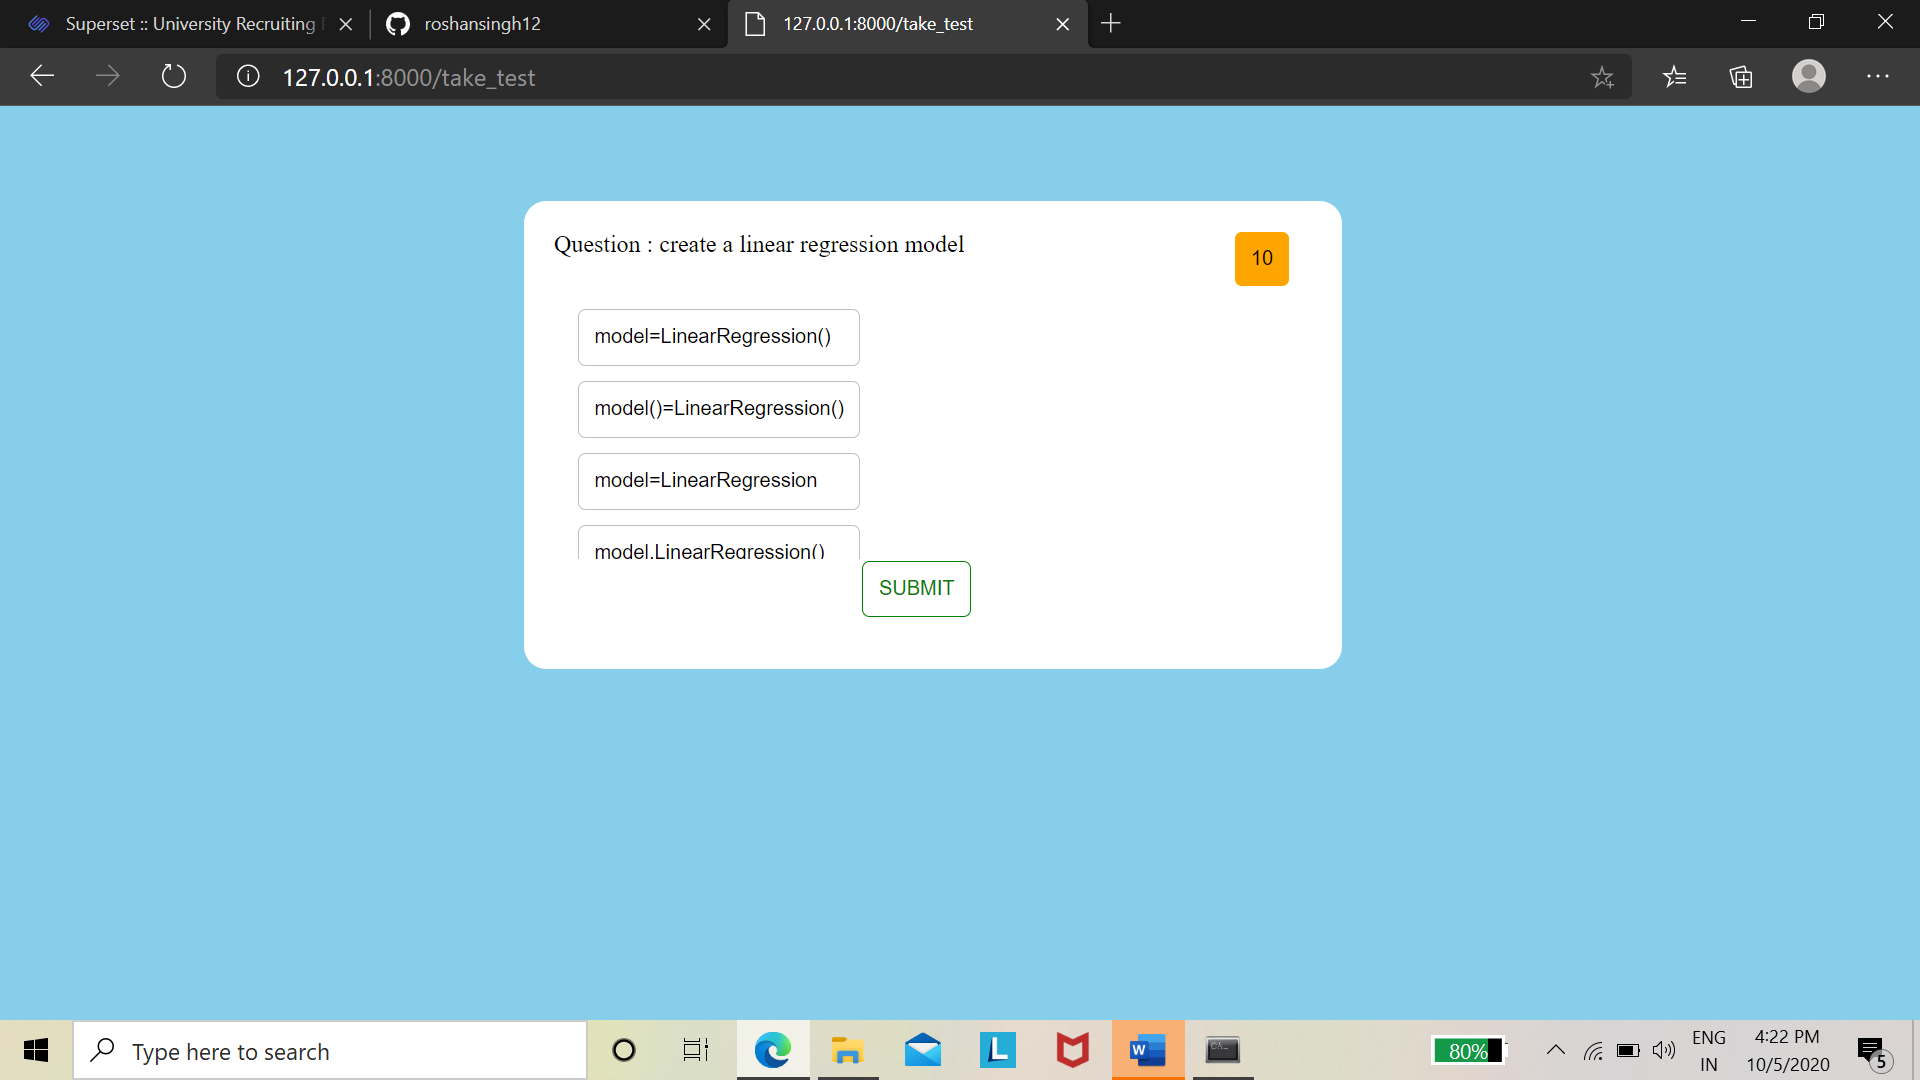 Superset :: University Recruiting
roshansingh12
127.0.0.1:8000/take_test
127.0.0.1:8000/take_test
Question : create a linear regression model
10
model=LinearRegression()
model()=LinearRegression()
model=LinearRegression
model.LinearRegression()
SUBMIT
Type here to search
L
W
C:\_
80%
ENG
IN
4:22 PM
10/5/2020
5